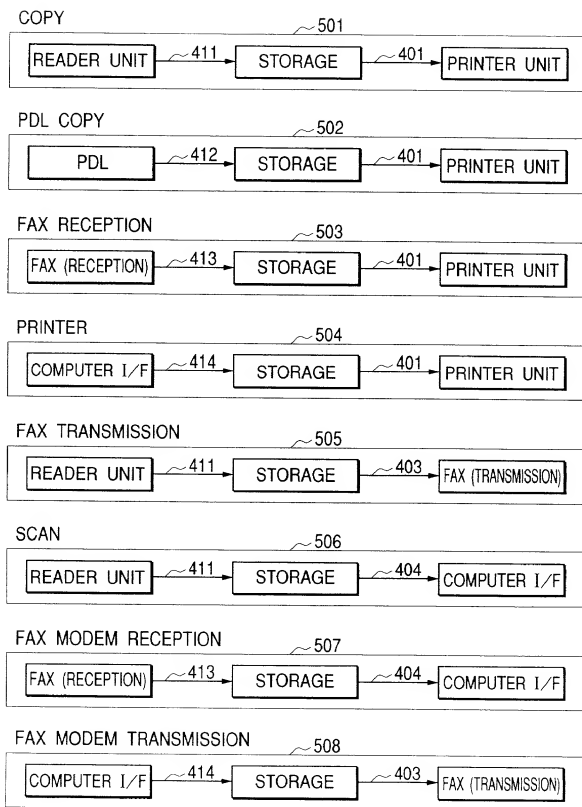 COPY
501
READER UNIT 411 STORAGE 401 PRINTER UNIT
PDL COPY
502
PDL 412 STORAGE 401 PRINTER UNIT
FAX RECEPTION
503
FAX (RECEPTION) 413 STORAGE 401 PRINTER UNIT
PRINTER
504
COMPUTER I/F 414 STORAGE 401 PRINTER UNIT
FAX TRANSMISSION
505
READER UNIT 411 STORAGE 403 FAX (TRANSMISSION)
SCAN
506
READER UNIT 411 STORAGE 404 COMPUTER I/F
FAX MODEM RECEPTION
507
FAX (RECEPTION) 413 STORAGE 404 COMPUTER I/F
FAX MODEM TRANSMISSION
508
COMPUTER I/F 414 STORAGE 403 FAX (TRANSMISSION)